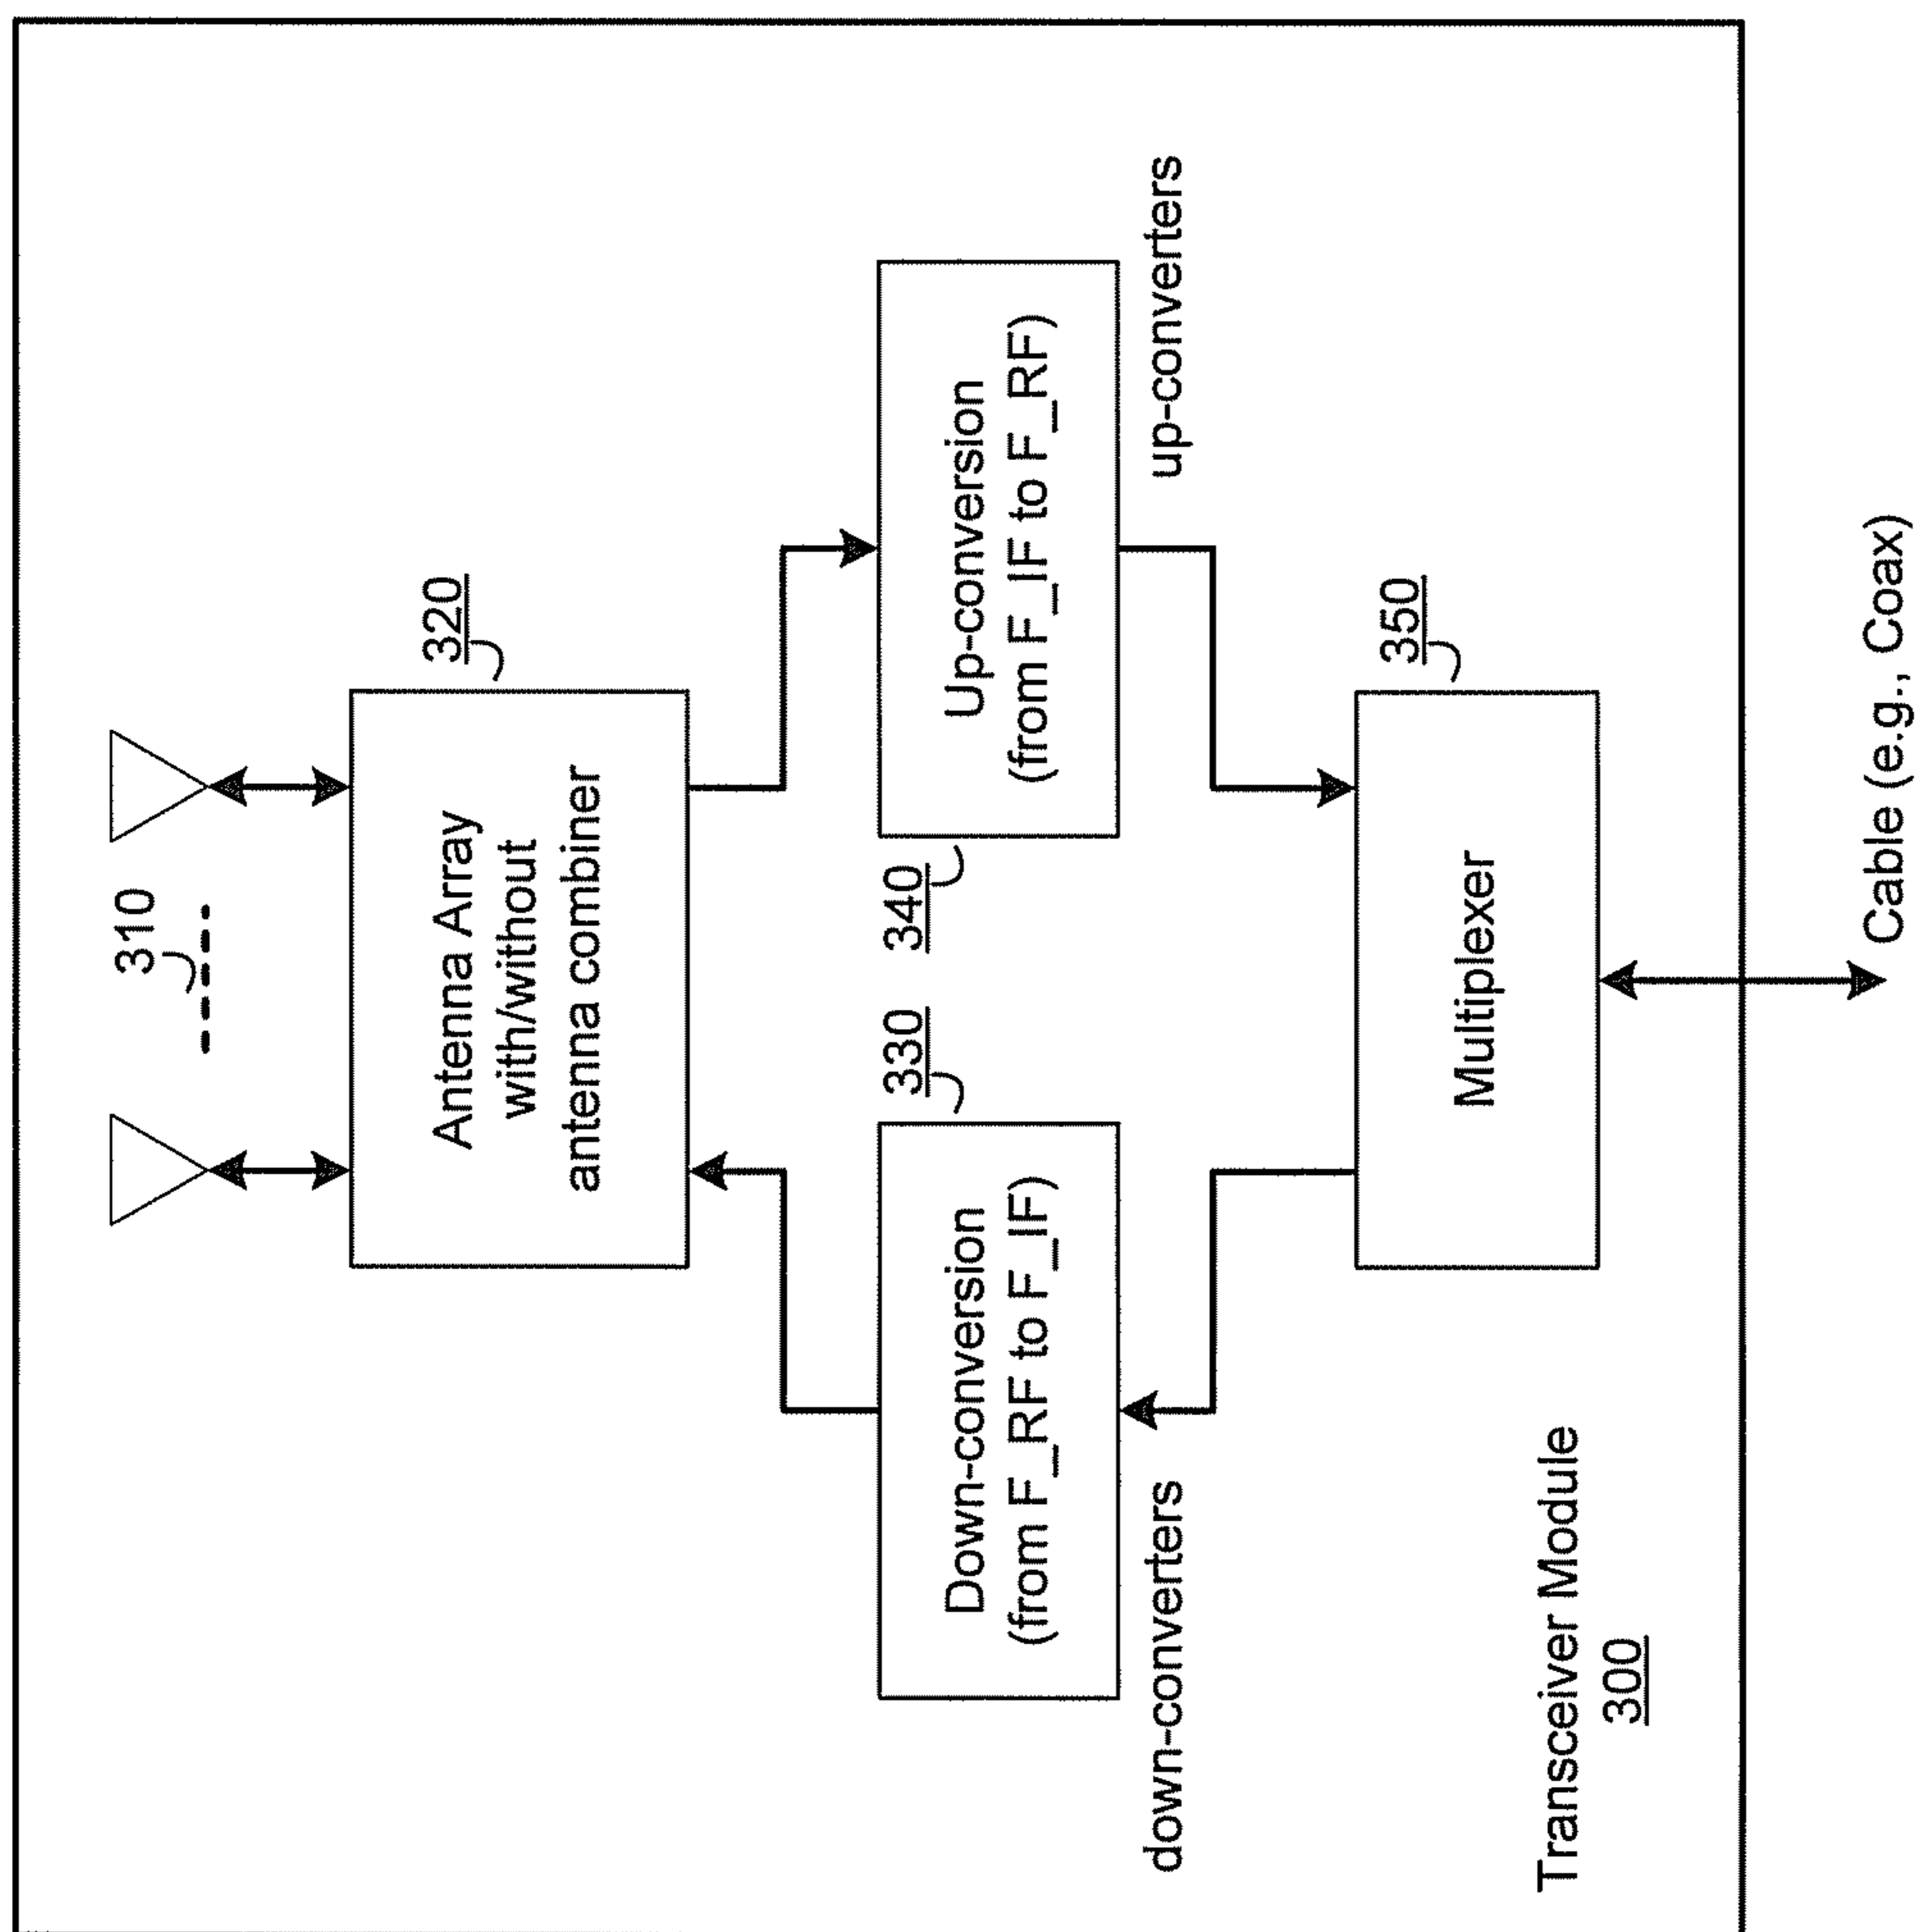 310
Antenna Array
with/without
antenna combiner
320
330
340
Down-conversion
(from F_RF to F_IF)
down-converters
Up-conversion
(from F_IF to F_RF)
up-converters
Multiplexer
350
Transceiver Module
300
Cable (e.g., Coax)